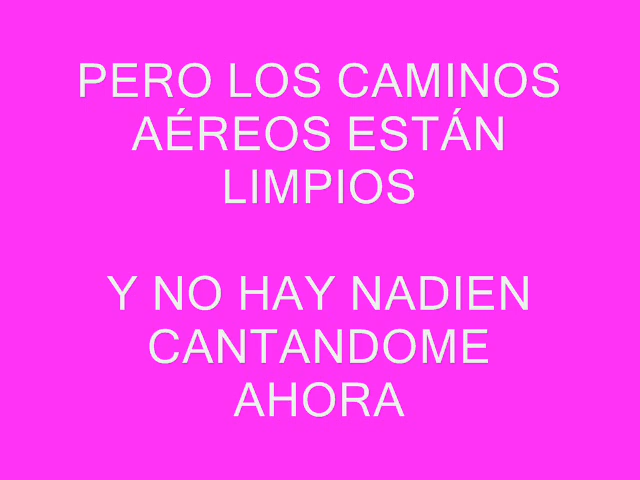 PERO LOS CAMINOS
AÉREOS ESTÁN
LIMPIOS
Y NO HAY NADIEN
CANTANDOME
AHORA